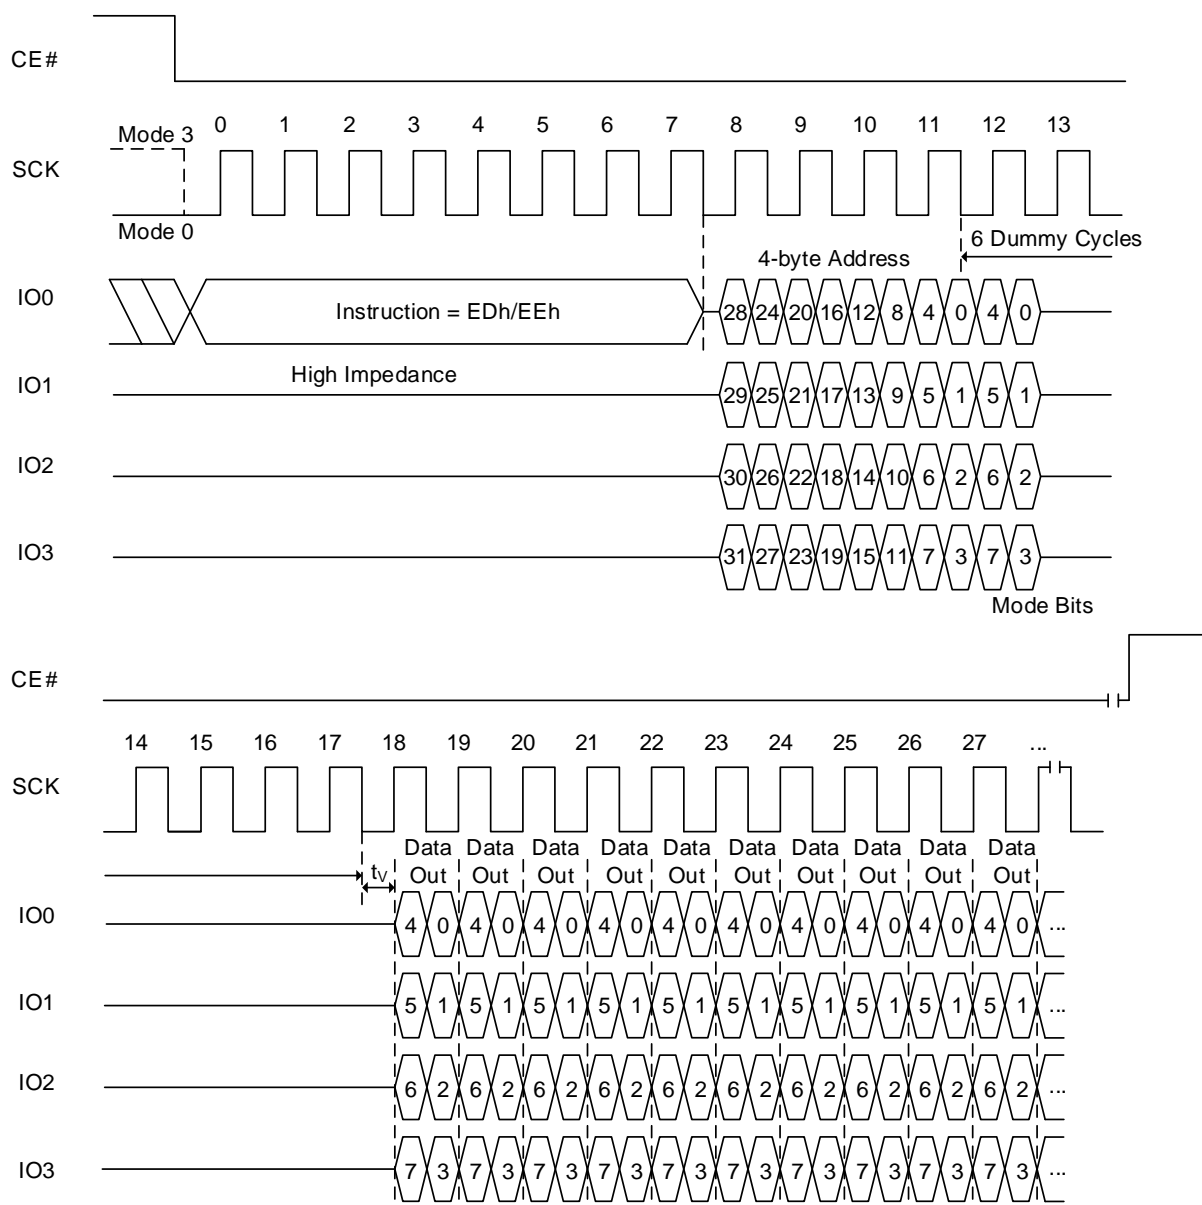 CE#
Mode 3
0 1 2 3 4 5 6 7 8 9 10 11 12 13
SCK
Mode 0
6 Dummy Cycles
4-byte Address
IO0
Instruction = EDh/EEh
28 24 20 16 12 8 4 0 4 0
High Impedance
IO1
29 25 21 17 13 9 5 1 5 1
IO2
30 26 22 18 14 10 6 2 6 2
IO3
31 27 23 19 15 11 7 3 7 3
Mode Bits
CE#
14 15 16 17 18 19 20 21 22 23 24 25 26 27 ...
SCK
Data Data Data Data Data Data Data Data Data Data
tV Out Out Out Out Out Out Out Out Out Out
IO0
4 0 4 0 4 0 4 0 4 0 4 0 4 0 4 0 4 0 4 0 ...
IO1
5 1 5 1 5 1 5 1 5 1 5 1 5 1 5 1 5 1 5 1 ...
IO2
6 2 6 2 6 2 6 2 6 2 6 2 6 2 6 2 6 2 6 2 ...
IO3
7 3 7 3 7 3 7 3 7 3 7 3 7 3 7 3 7 3 7 3 ...